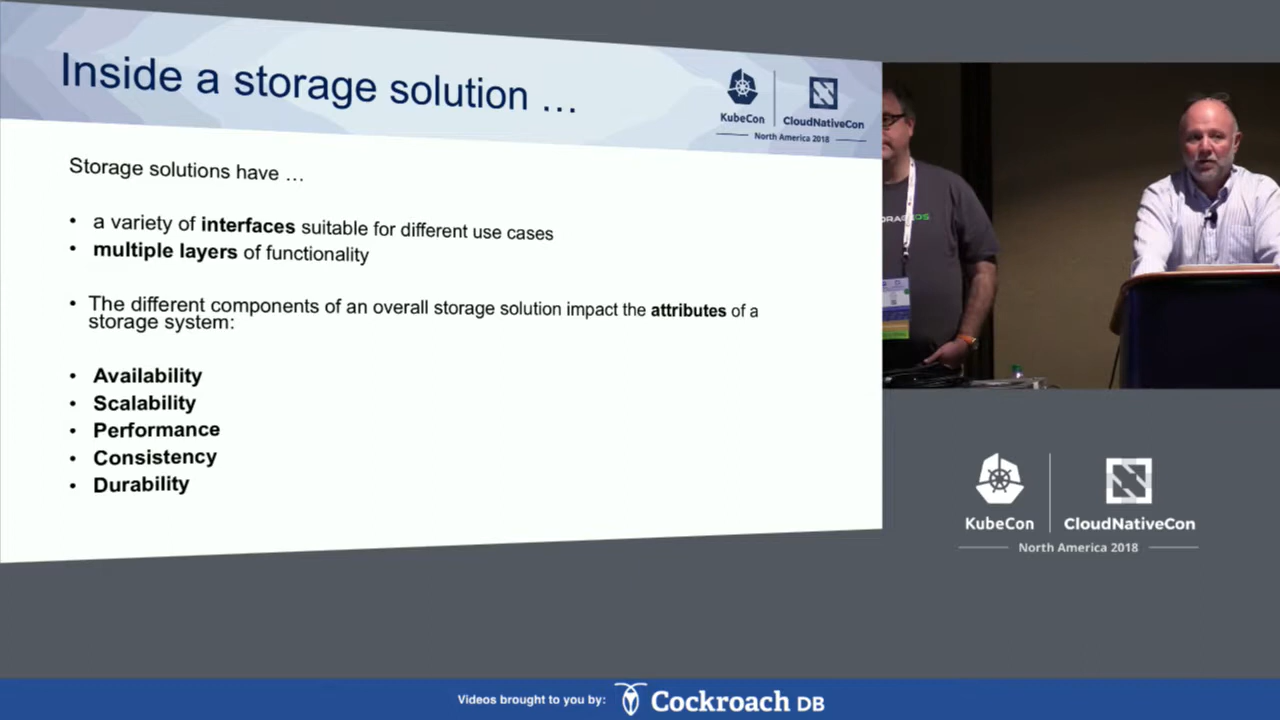 Inside a storage solution ...
KubeCon
CloudNativeCon
North America 2018
Storage solutions have ...
• a variety of interfaces suitable for different use cases
• multiple layers of functionality
• The different components of an overall storage solution impact the attributes of a
storage system:
• Availability
• Scalability
• Performance
• Consistency
• Durability
KubeCon
CloudNativeCon
North America 2018
Videos brought to you by:
Cockroach DB